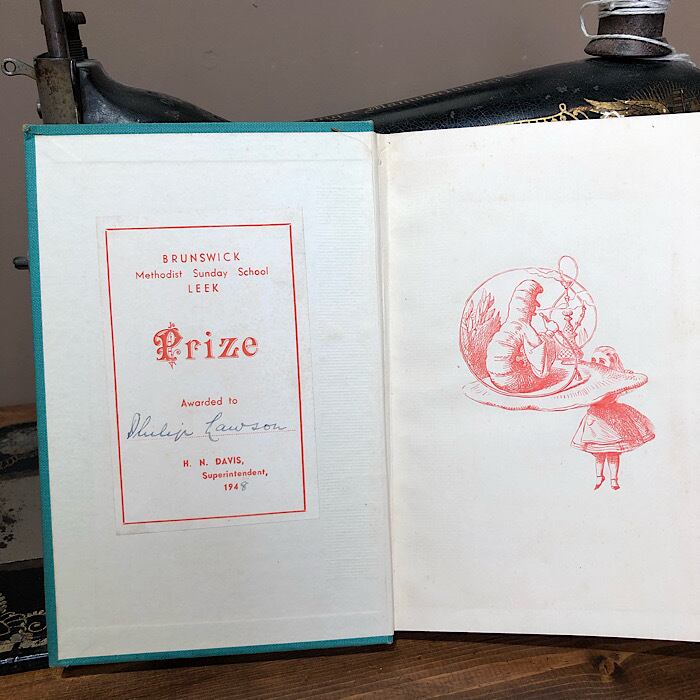 BRUNSWICK
Methodist Sunday School
LEEK
Prize
Awarded to
Philip Lawson
H. N. DAVIS,
Superintendent,
1948